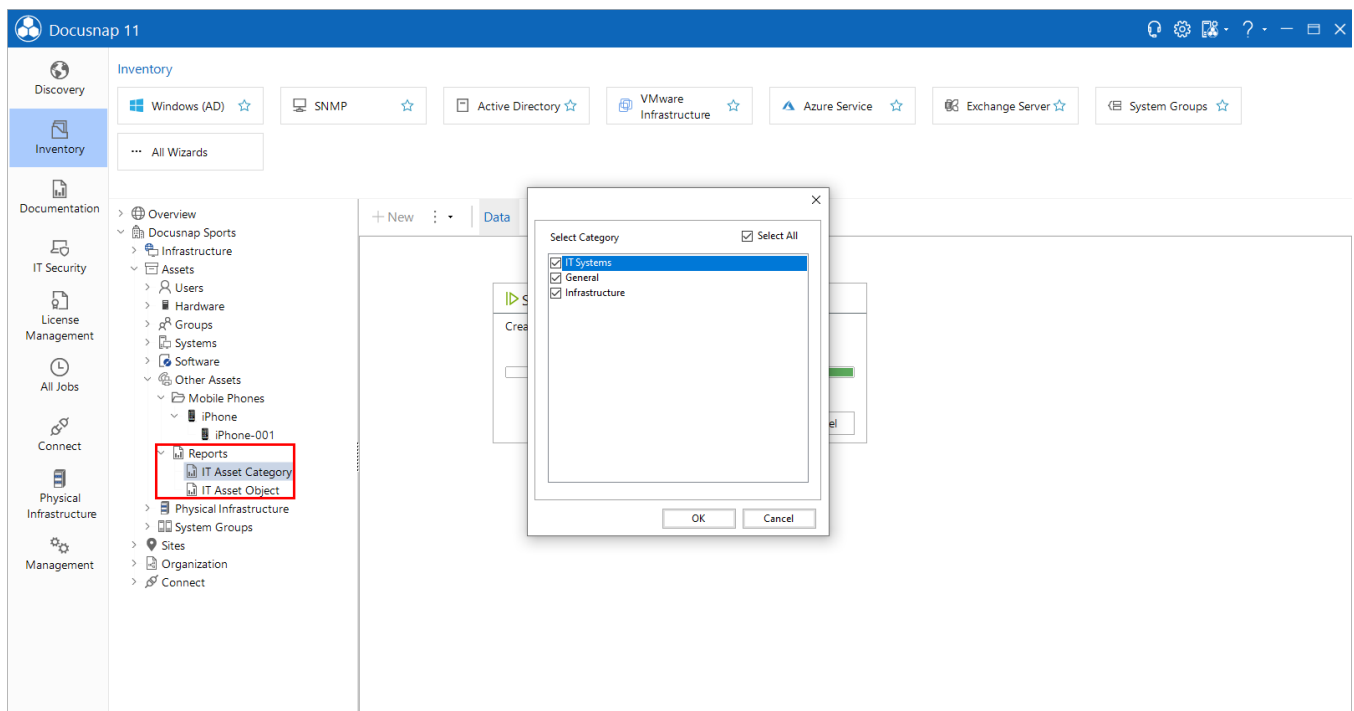 Docusnap 11
Discovery
Inventory
Documentation
IT Security
License
Management
All Jobs
Connect
Physical
Infrastructure
Management
Inventory
Windows (AD)
SNMP
Active Directory
VMware
Infrastructure
Azure Service
Exchange Server
System Groups
All Wizards
Overview
Docusnap Sports
Infrastructure
Assets
Users
Hardware
Groups
Systems
Software
Other Assets
Mobile Phones
iPhone
iPhone-001
Reports
IT Asset Category
IT Asset Object
Physical Infrastructure
System Groups
Sites
Organization
Connect
New
Data
S
Crea
el
Select Category
Select All
IT Systems
General
Infrastructure
OK
Cancel